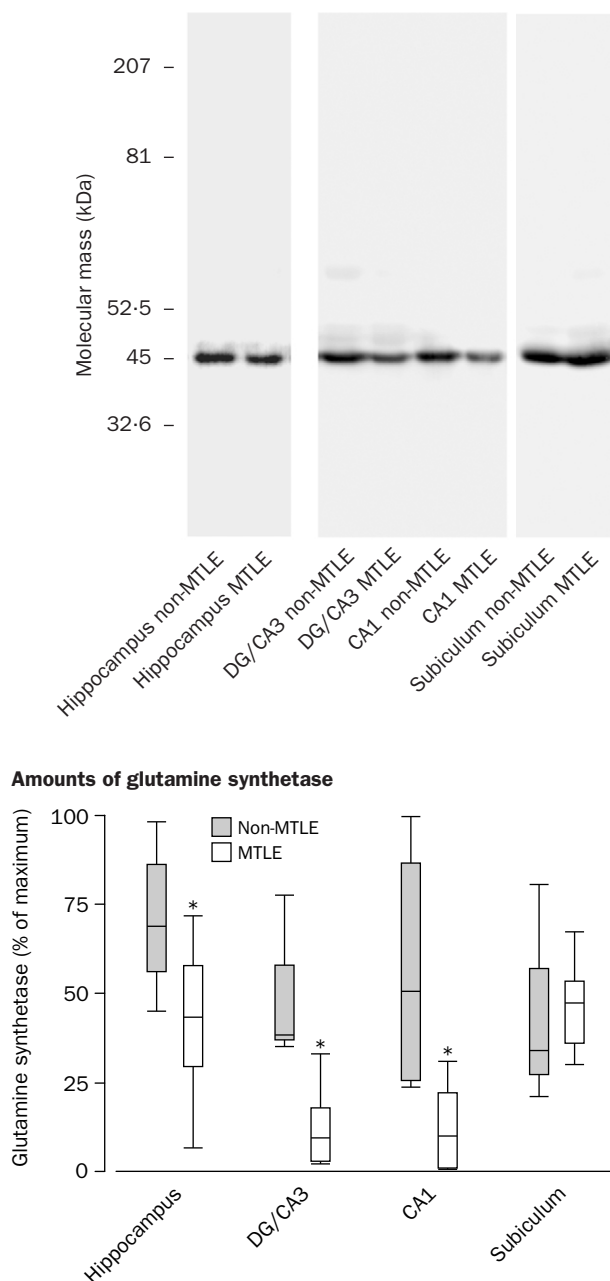 207 –
81 –
52·5 –
45 –
32·6 –
Molecular mass (kDa)
Hippocampus non-MTLE
Hippocampus MTLE
DG/CA3 non-MTLE
DG/CA3 MTLE
CA1 non-MTLE
CA1 MTLE
Subiculum non-MTLE
Subiculum MTLE
Amounts of glutamine synthetase
Glutamine synthetase (% of maximum)
100
75
50
25
0
Non-MTLE
MTLE
*
*
*
Hippocampus
DG/CA3
CA1
Subiculum